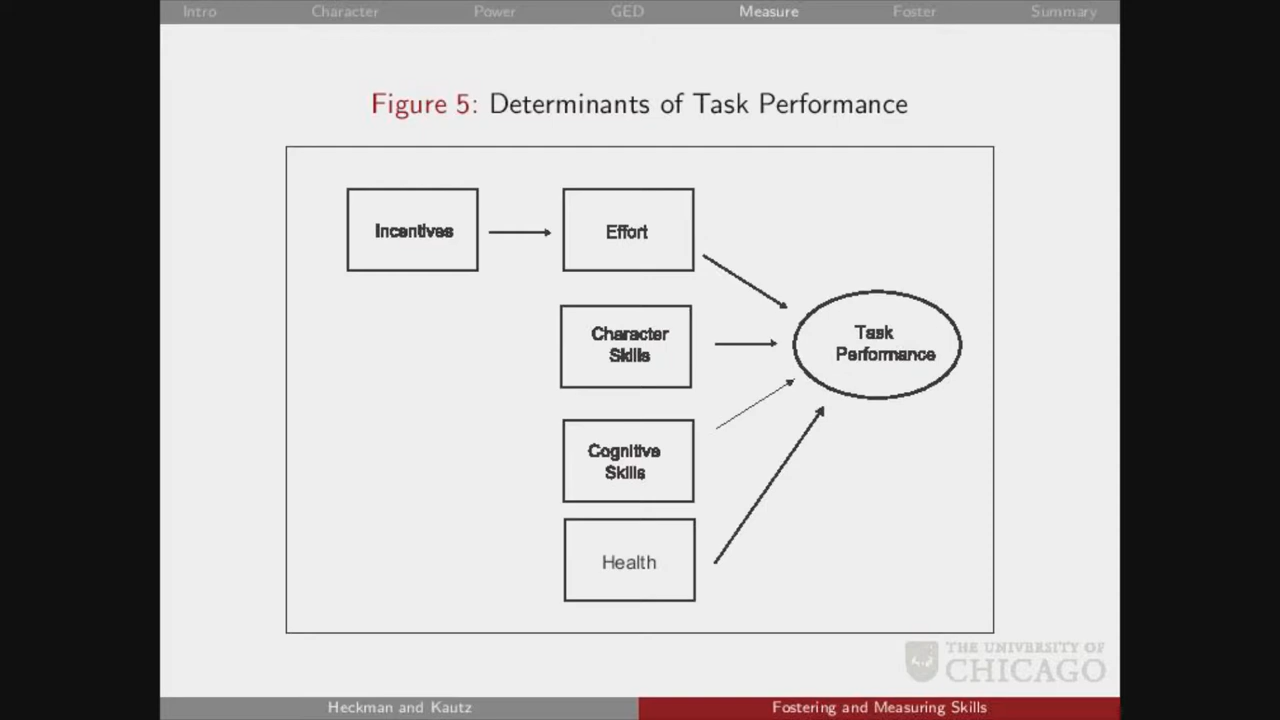 Intro Character Power GED Measure Foster Summary
Figure 5: Determinants of Task Performance
Incentives
Effort
Character
Skills
Task
Performance
Cognitive
Skills
Health
THE UNIVERSITY OF
CHICAGO
Heckman and Kautz
Fostering and Measuring Skills